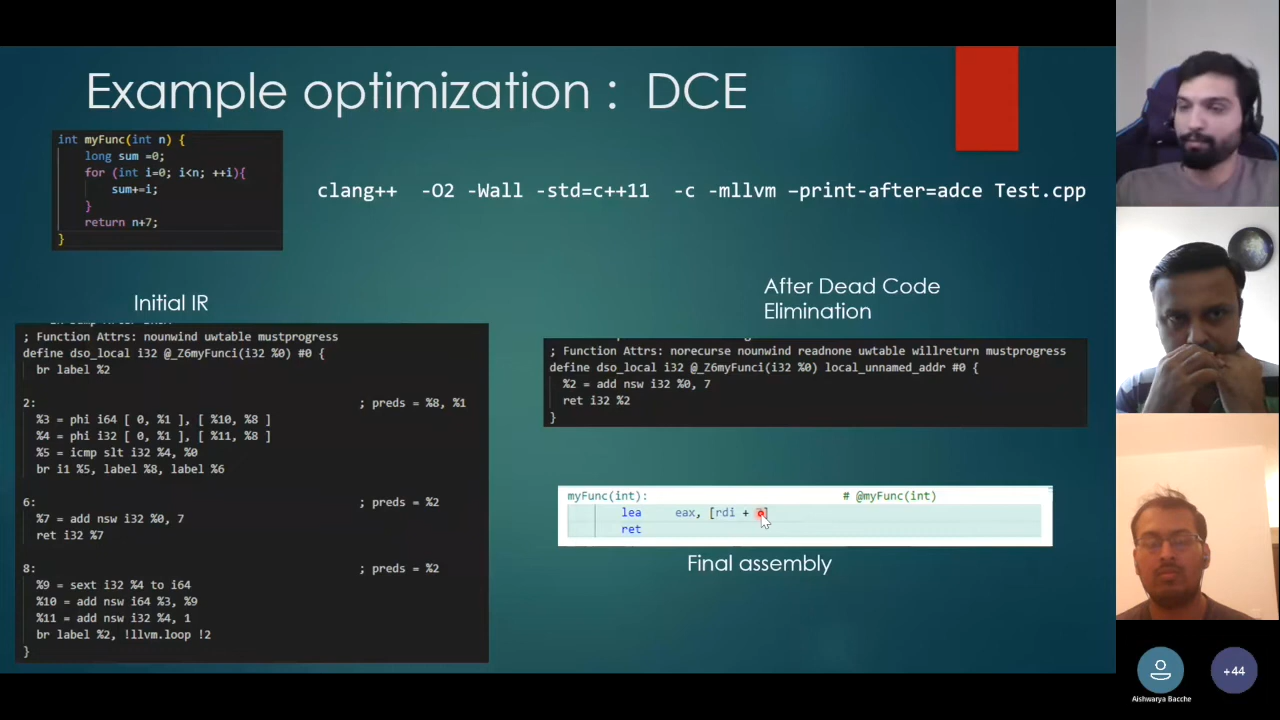 Example optimization : DCE
int myFunc(int n) {
long sum =0;
for (int i=0; i<n; ++i){
sum+=i;
}
return n+7;
}
clang++ -O2 -Wall -std=c++11 -c -mllvm –print-after=adce Test.cpp
Initial IR
; Function Attrs: nounwind uwtable mustprogress
define dso_local i32 @_Z6myFunci(i32 %0) #0 {
br label %2
2: ; preds = %8, %1
%3 = phi i64 [ 0, %1 ], [ %10, %8 ]
%4 = phi i32 [ 0, %1 ], [ %11, %8 ]
%5 = icmp slt i32 %4, %0
br i1 %5, label %8, label %6
6: ; preds = %2
%7 = add nsw i32 %0, 7
ret i32 %7
8: ; preds = %2
%9 = sext i32 %4 to i64
%10 = add nsw i64 %3, %9
%11 = add nsw i32 %4, 1
br label %2, !llvm.loop !2
}
After Dead Code
Elimination
; Function Attrs: norecurse nounwind readnone uwtable willreturn mustprogress
define dso_local i32 @_Z6myFunci(i32 %0) local_unnamed_addr #0 {
%2 = add nsw i32 %0, 7
ret i32 %2
}
myFunc(int): # @myFunc(int)
lea eax, [rdi + ]
ret
Final assembly
Aishwarya Bacche
+44